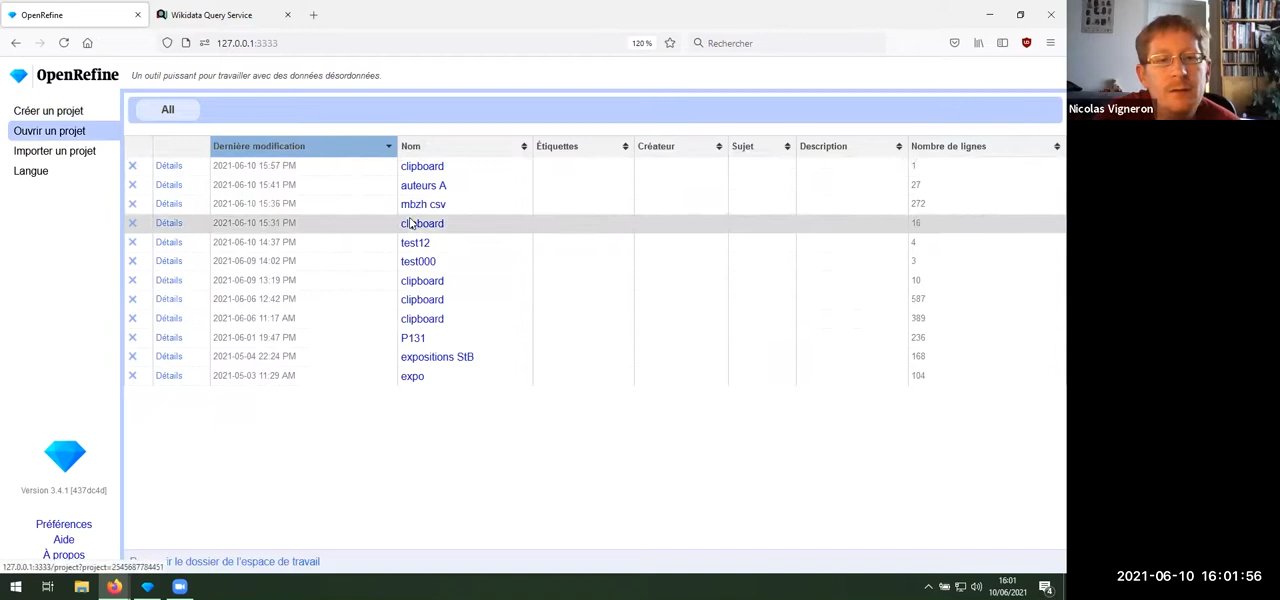 OpenRefine
Wikidata Query Service
127.0.0.1:3333
120 %
Rechercher
OpenRefine
Un outil puissant pour travailler avec des données désordonnées.
Nicolas Vigneron
Créer un projet
Ouvrir un projet
Importer un projet
Langue
All
Dernière modification Nom Étiquettes Créateur Sujet Description Nombre de lignes
Détails 2021-06-10 15:57 PM clipboard 1
Détails 2021-06-10 15:41 PM auteurs A 27
Détails 2021-06-10 15:36 PM mbzh csv 272
Détails 2021-06-10 15:31 PM clipboard 16
Détails 2021-06-10 14:37 PM test12 4
Détails 2021-06-09 14:02 PM test000 3
Détails 2021-06-09 13:19 PM clipboard 10
Détails 2021-06-06 12:42 PM clipboard 587
Détails 2021-06-06 11:17 AM clipboard 389
Détails 2021-06-01 19:47 PM P131 236
Détails 2021-05-04 22:24 PM expositions StB 168
Détails 2021-05-03 11:29 AM expo 104
Version 3.4.1 [437dc4d]
Préférences
Aide
À propos
le dossier de l'espace de travail
127.0.0.1:3333/project?project=2545687784451
16:01
10/06/2021
4
2021-06-10 16:01:56